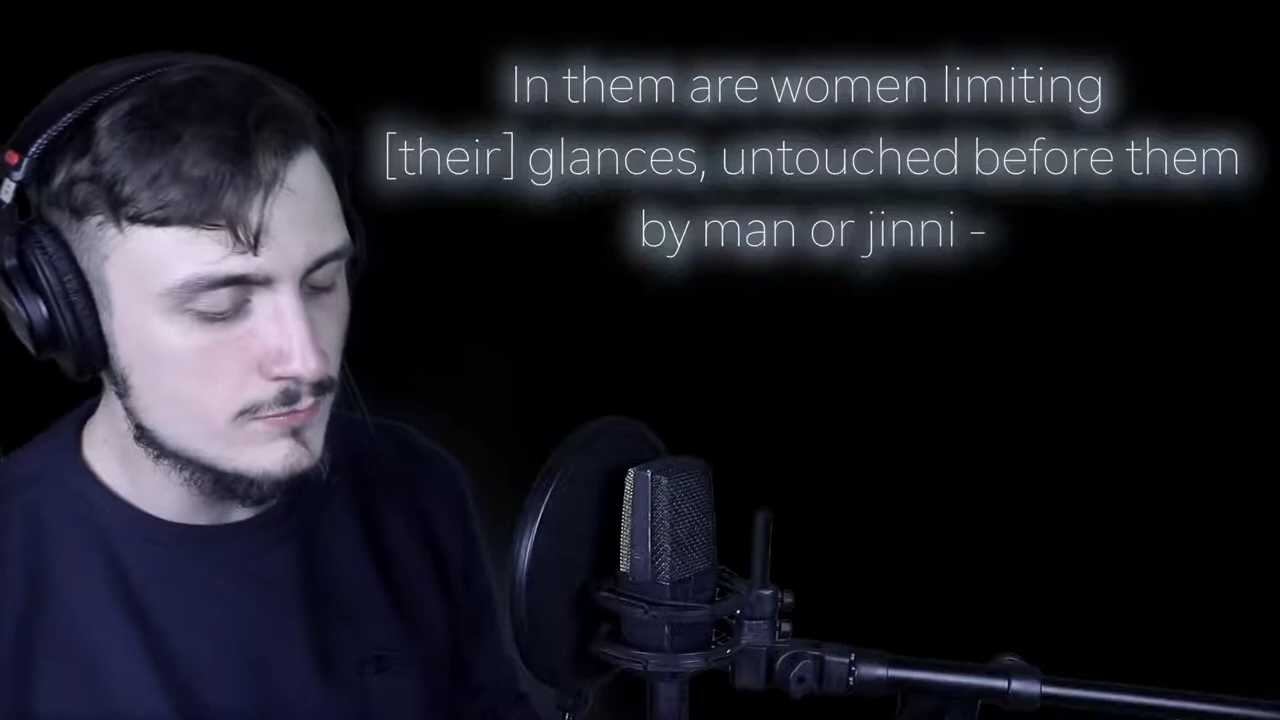 In them are women limiting
[their] glances, untouched before them
by man or jinni -